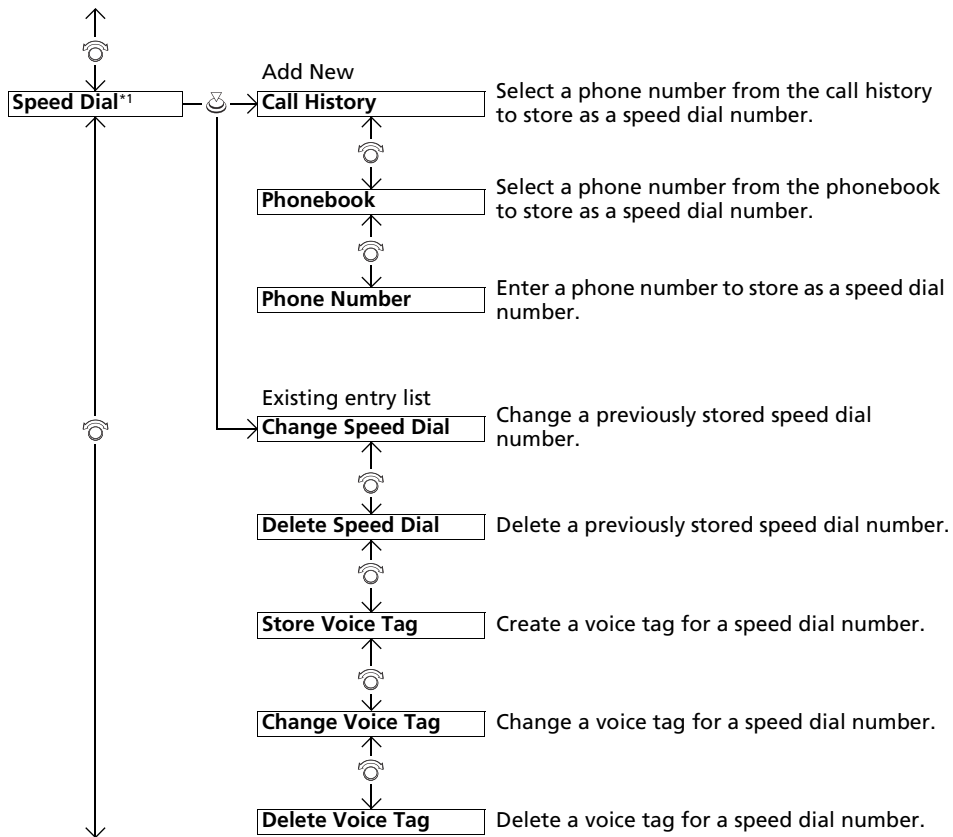 Add New
Speed Dial*1
Call History
Select a phone number from the call history
to store as a speed dial number.
Phonebook
Select a phone number from the phonebook
to store as a speed dial number.
Phone Number
Enter a phone number to store as a speed dial
number.
Existing entry list
Change Speed Dial
Change a previously stored speed dial
number.
Delete Speed Dial
Delete a previously stored speed dial number.
Store Voice Tag
Create a voice tag for a speed dial number.
Change Voice Tag
Change a voice tag for a speed dial number.
Delete Voice Tag
Delete a voice tag for a speed dial number.